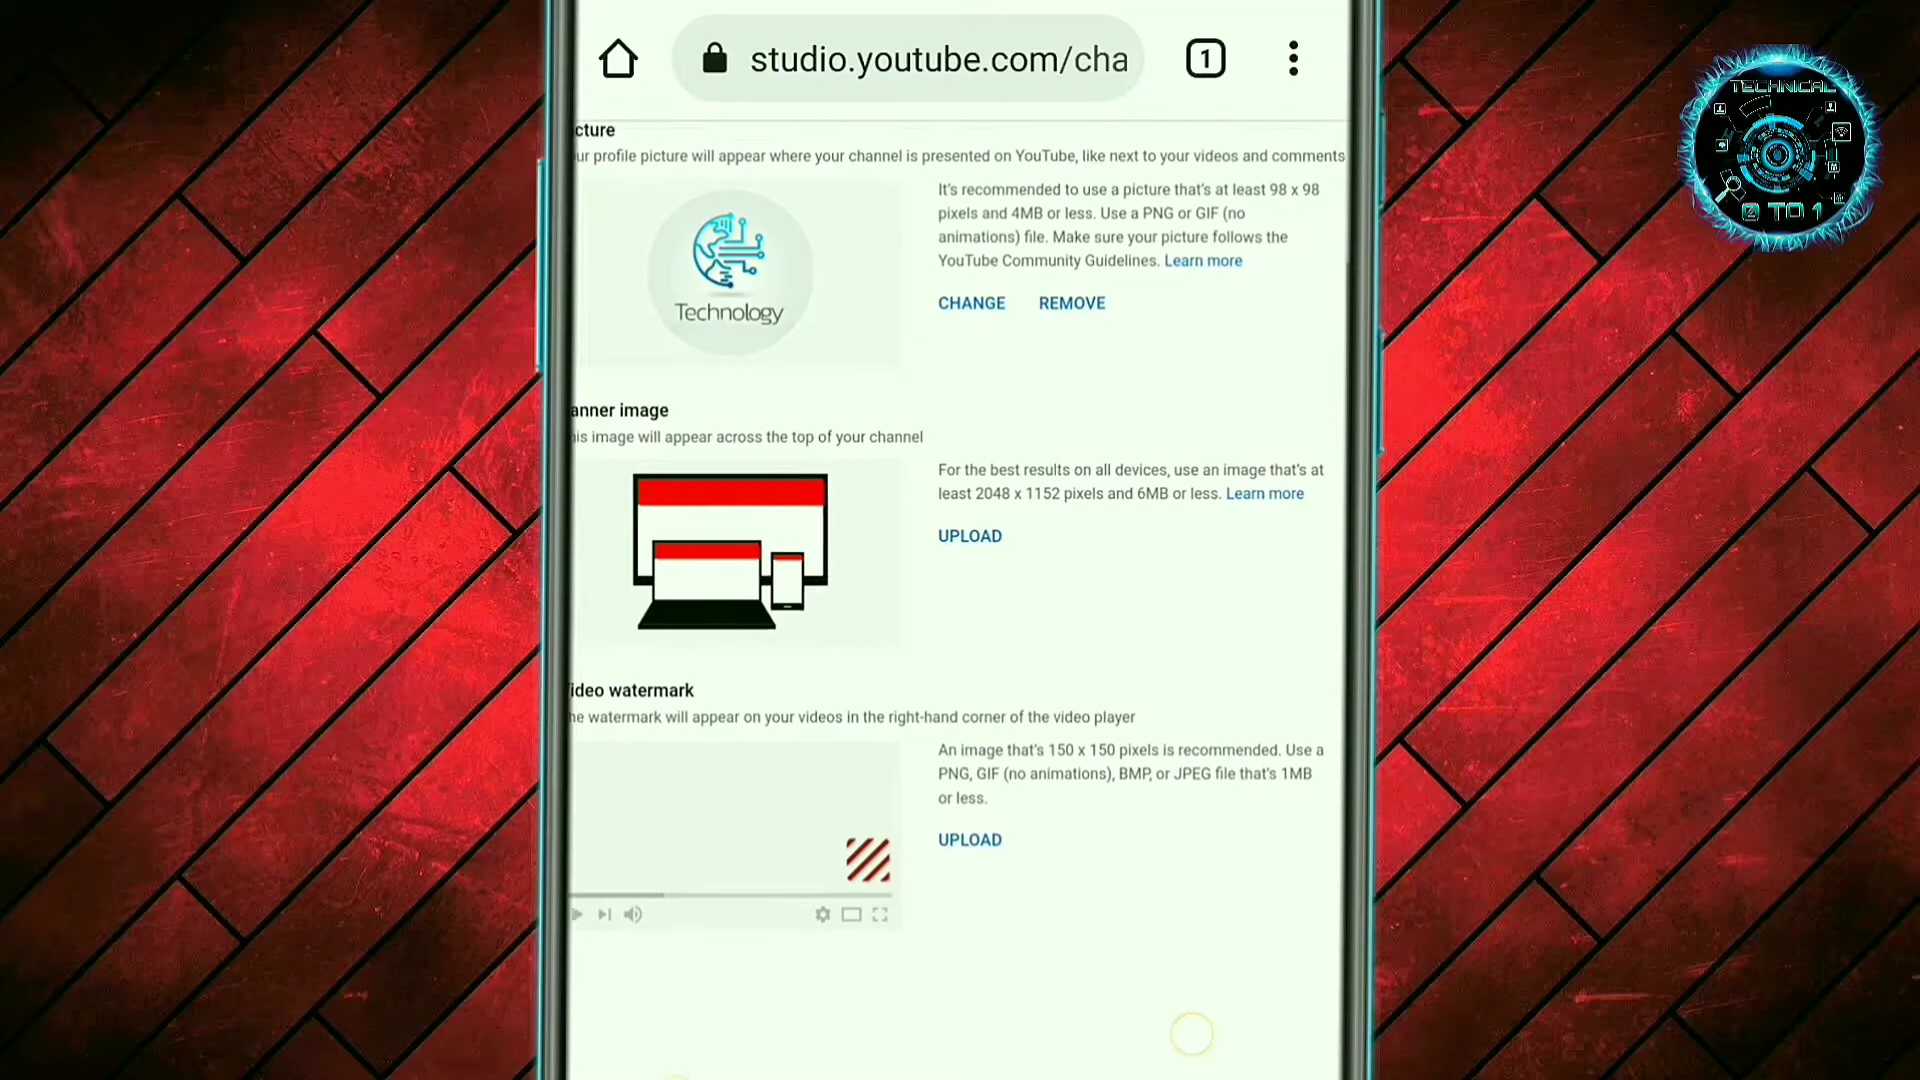 studio.youtube.com/cha
1
TECHNICAL
0 TO 1
cture
ur profile picture will appear where your channel is presented on YouTube, like next to your videos and comments
It's recommended to use a picture that's at least 98 x 98
pixels and 4MB or less. Use a PNG or GIF (no
animations) file. Make sure your picture follows the
YouTube Community Guidelines. Learn more
Technology
CHANGE REMOVE
anner image
is image will appear across the top of your channel
For the best results on all devices, use an image that's at
least 2048 x 1152 pixels and 6MB or less. Learn more
UPLOAD
ideo watermark
he watermark will appear on your videos in the right-hand corner of the video player
An image that's 150 x 150 pixels is recommended. Use a
PNG, GIF (no animations), BMP, or JPEG file that's 1MB
or less.
UPLOAD